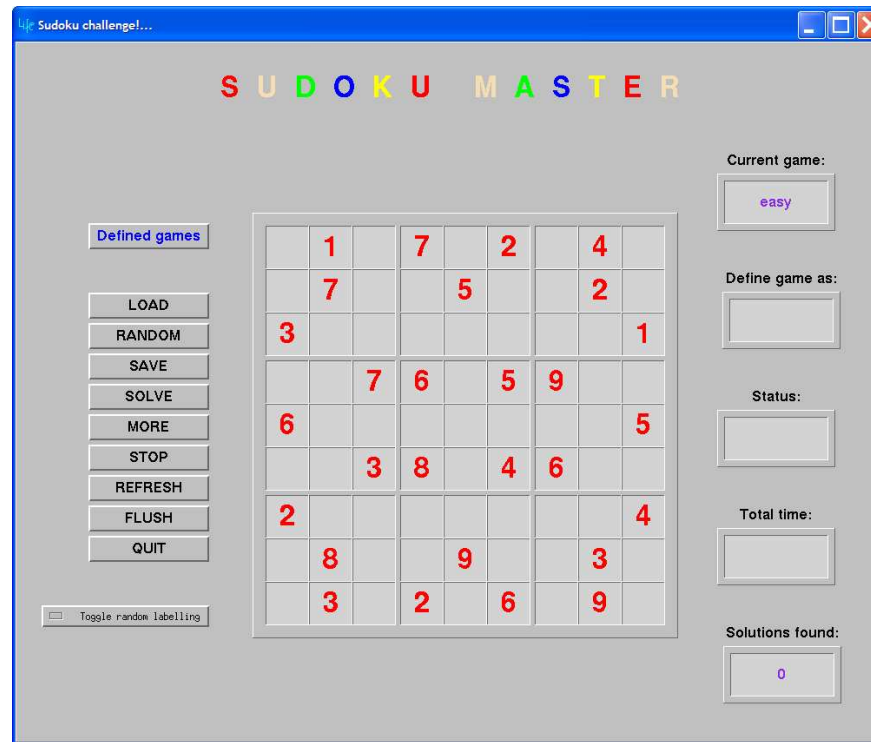 Sudoku challenge!...
SUDOKU MASTER
Current game:
easy
Defined games
Define game as:
LOAD
RANDOM
SAVE
SOLVE
MORE
STOP
REFRESH
FLUSH
QUIT
Toggle random labelling
1 7 2 4
7 5 2
3 1
7 6 5 9
6 5
3 8 4 6
2 4
8 9 3
3 2 6 9
Status:
Total time:
Solutions found:
0